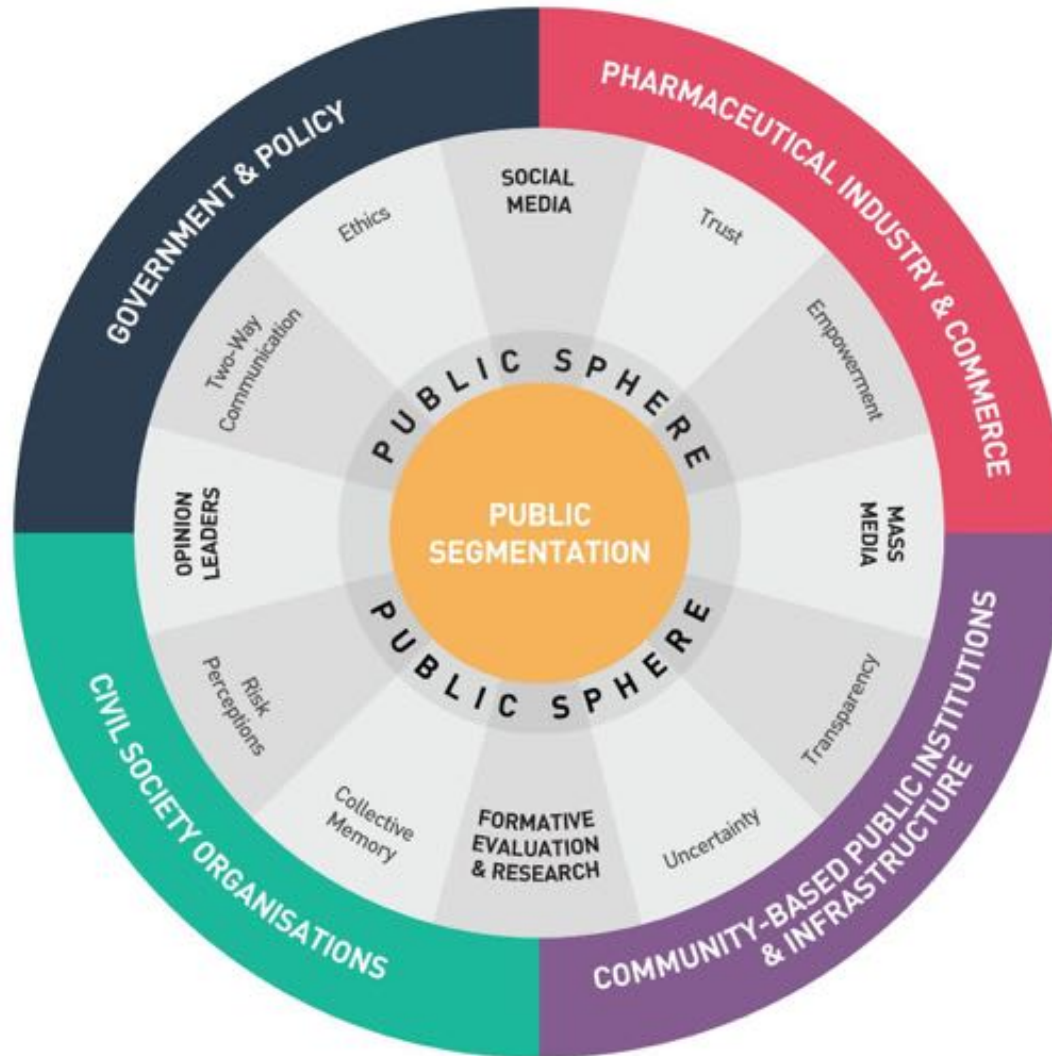 GOVERNMENT & POLICY
PHARMACEUTICAL INDUSTRY & COMMERCE
SOCIAL
MEDIA
Ethics
Trust
Two-Way
Communication
Empowerment
PUBLIC SPHERE
OPINION
LEADERS
PUBLIC
SEGMENTATION
MASS
MEDIA
PUBLIC SPHERE
Risk
Perceptions
Transparency
Collective
Memory
FORMATIVE
EVALUATION
& RESEARCH
Uncertainty
CIVIL SOCIETY ORGANISATIONS
COMMUNITY-BASED PUBLIC INSTITUTIONS
& INFRASTRUCTURE